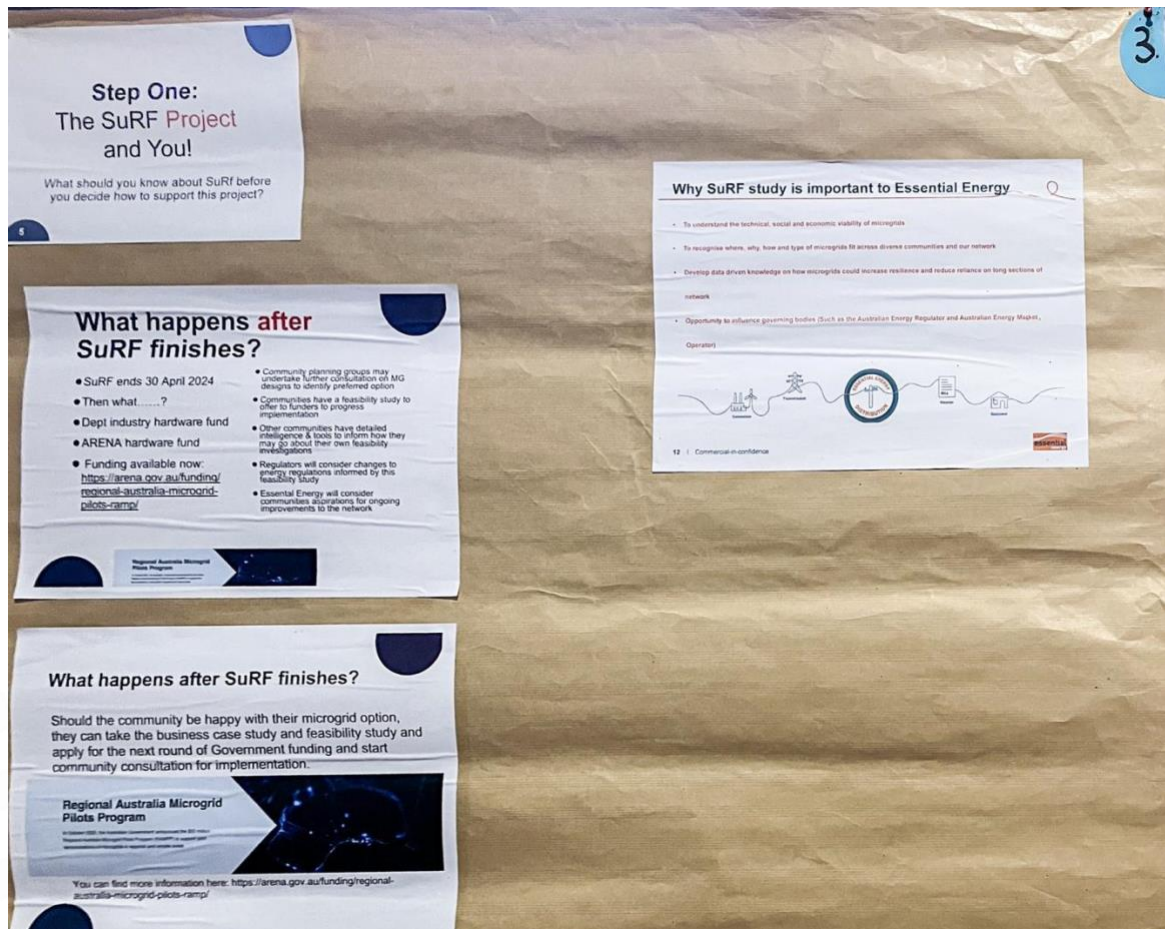 3.
Step One:
The SuRF Project
and You!
What should you know about SuRf before
you decide how to support this project?
5
What happens after
SuRF finishes?
● SuRF ends 30 April 2024
● Then what......?
● Dept industry hardware fund
● ARENA hardware fund
● Funding available now:
https://arena.gov.au/funding/
regional-australia-microgrid-
pilots-ramp/
● Community planning groups may
undertake further consultation on MG
designs to identify preferred option
● Communities have a feasibility study to
offer to funders to progress
implementation
● Other communities have detailed
intelligence & tools to inform how they
may go about their own feasibility
investigations
● Regulators will consider changes to
energy regulations informed by this
feasibility study
● Essental Energy will consider
communities aspirations for ongoing
improvements to the network
Regional Australia Microgrid
Pilots Program
What happens after SuRF finishes?
Should the community be happy with their microgrid option,
they can take the business case study and feasibility study and
apply for the next round of Government funding and start
community consultation for implementation.
Regional Australia Microgrid
Pilots Program
You can find more information here: https://arena.gov.au/funding/regional-
australia-microgrid-pilots-ramp/
Why SuRF study is important to Essential Energy
• To understand the technical, social and economic viability of microgrids
• To recognise where, why, how and type of microgrids fit across diverse communities and our network
• Develop data driven knowledge on how microgrids could increase resilience and reduce reliance on long sections of
network
• Opportunity to influence governing bodies (Such as the Australian Energy Regulator and Australian Energy Market,
Operator)
ESSENTIAL ENERGY
DISTRIBUTION
essential
12 | Commercial-in-confidence